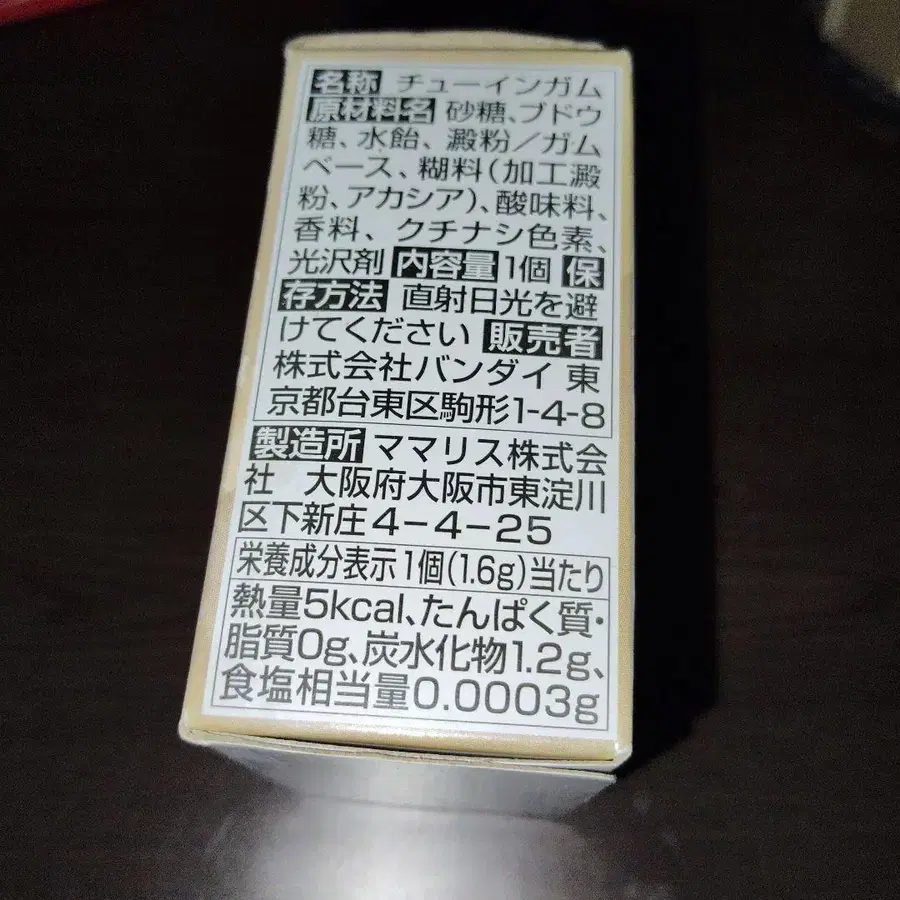 名称 チューインガム
原材料名 砂糖、ブドウ
糖、水飴、澱粉/ガム
ベース、糊料(加工澱
粉、アカシア)、酸味料、
香料、クチナシ色素、
光沢剤 内容量 1個 保
存方法 直射日光を避
けてください 販売者
株式会社バンダイ 東
京都台東区駒形1-4-8
製造所 ママリス株式会
社 大阪府大阪市東淀川
区下新庄4-4-25
栄養成分表示1個(1.6g)当たり
熱量5kcal、たんぱく質・
脂質0g、炭水化物1.2g、
食塩相当量0.0003g